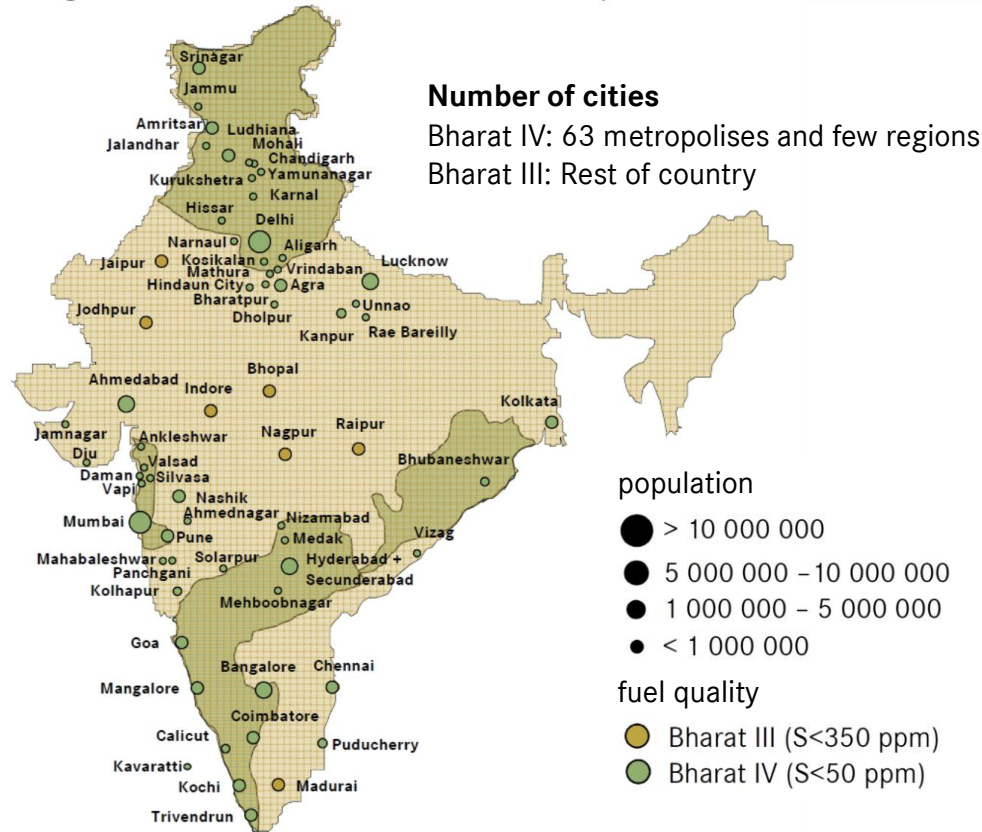 Srinagar
Jammu
Number of cities
Bharat IV: 63 metropolises and few regions
Bharat III: Rest of country
Amritsar
Ludhiana
Jalandhar
Mohali
Chandigarh
Kurukshetra
Yamunanagar
Karnal
Hissar
Delhi
Narnaul
Aligarh
Jaipur
Kosikalan
Vrindaban
Lucknow
Mathura
Hindaun City
Agra
Bharatpur
Unnao
Jodhpur
Dholpur
Kanpur
Rae Bareilly
Bhopal
Ahmedabad
Indore
Kolkata
Raipur
Jamnagar
Ankleshwar
Nagpur
Diu
Valsad
Bhubaneshwar
Daman
Silvasa
Vapi
Nashik
Ahmednagar
Nizamabad
Mumbai
Pune
Medak
Vizag
Mahabaleshwar
Solarpur
Hyderabad +
Secunderabad
Panchgani
Kolhapur
Mehboobnagar
Goa
Bangalore
Chennai
Mangalore
Coimbatore
Calicut
Puducherry
Kavaratti
Kochi
Madurai
Trivendrun
population
> 10 000 000
5 000 000 – 10 000 000
1 000 000 – 5 000 000
< 1 000 000
fuel quality
Bharat III (S<350 ppm)
Bharat IV (S<50 ppm)